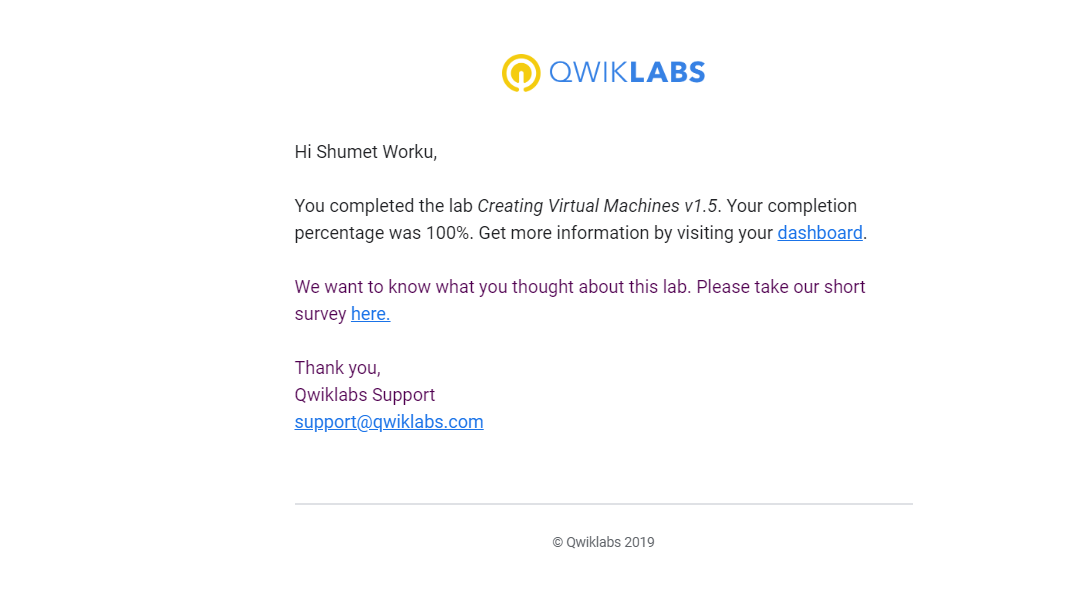 QWIKLABS
Hi Shumet Worku,
You completed the lab Creating Virtual Machines v1.5. Your completion
percentage was 100%. Get more information by visiting your dashboard.
We want to know what you thought about this lab. Please take our short
survey here.
Thank you,
Qwiklabs Support
support@qwiklabs.com
© Qwiklabs 2019